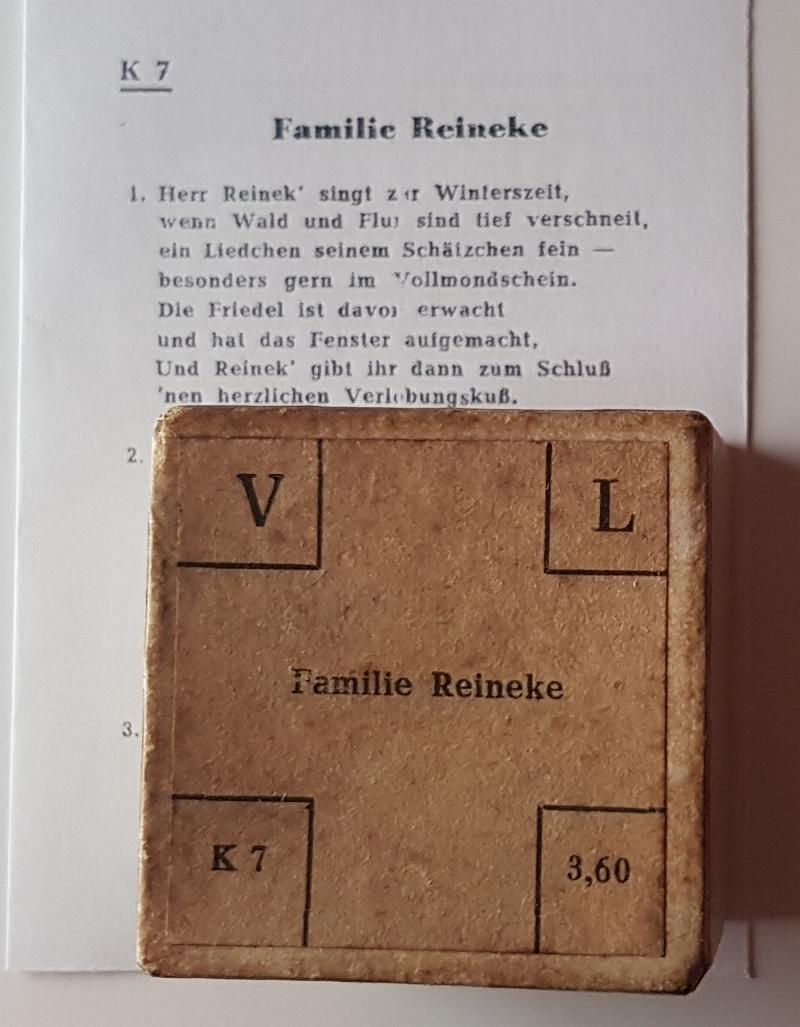 K 7
Familie Reineke
1. Herr Reinek' singt zur Winterszeit,
wenn Wald und Flur sind tief verschneit,
ein Liedchen seinem Schätzchen fein —
besonders gern im Vollmondschein.
Die Friedel ist davon erwacht
und hat das Fenster aufgemacht,
Und Reinek' gibt ihr dann zum Schluß
'nen herzlichen Verlobungskuß.
2.
3.
V
L
Familie Reineke
K 7
3,60